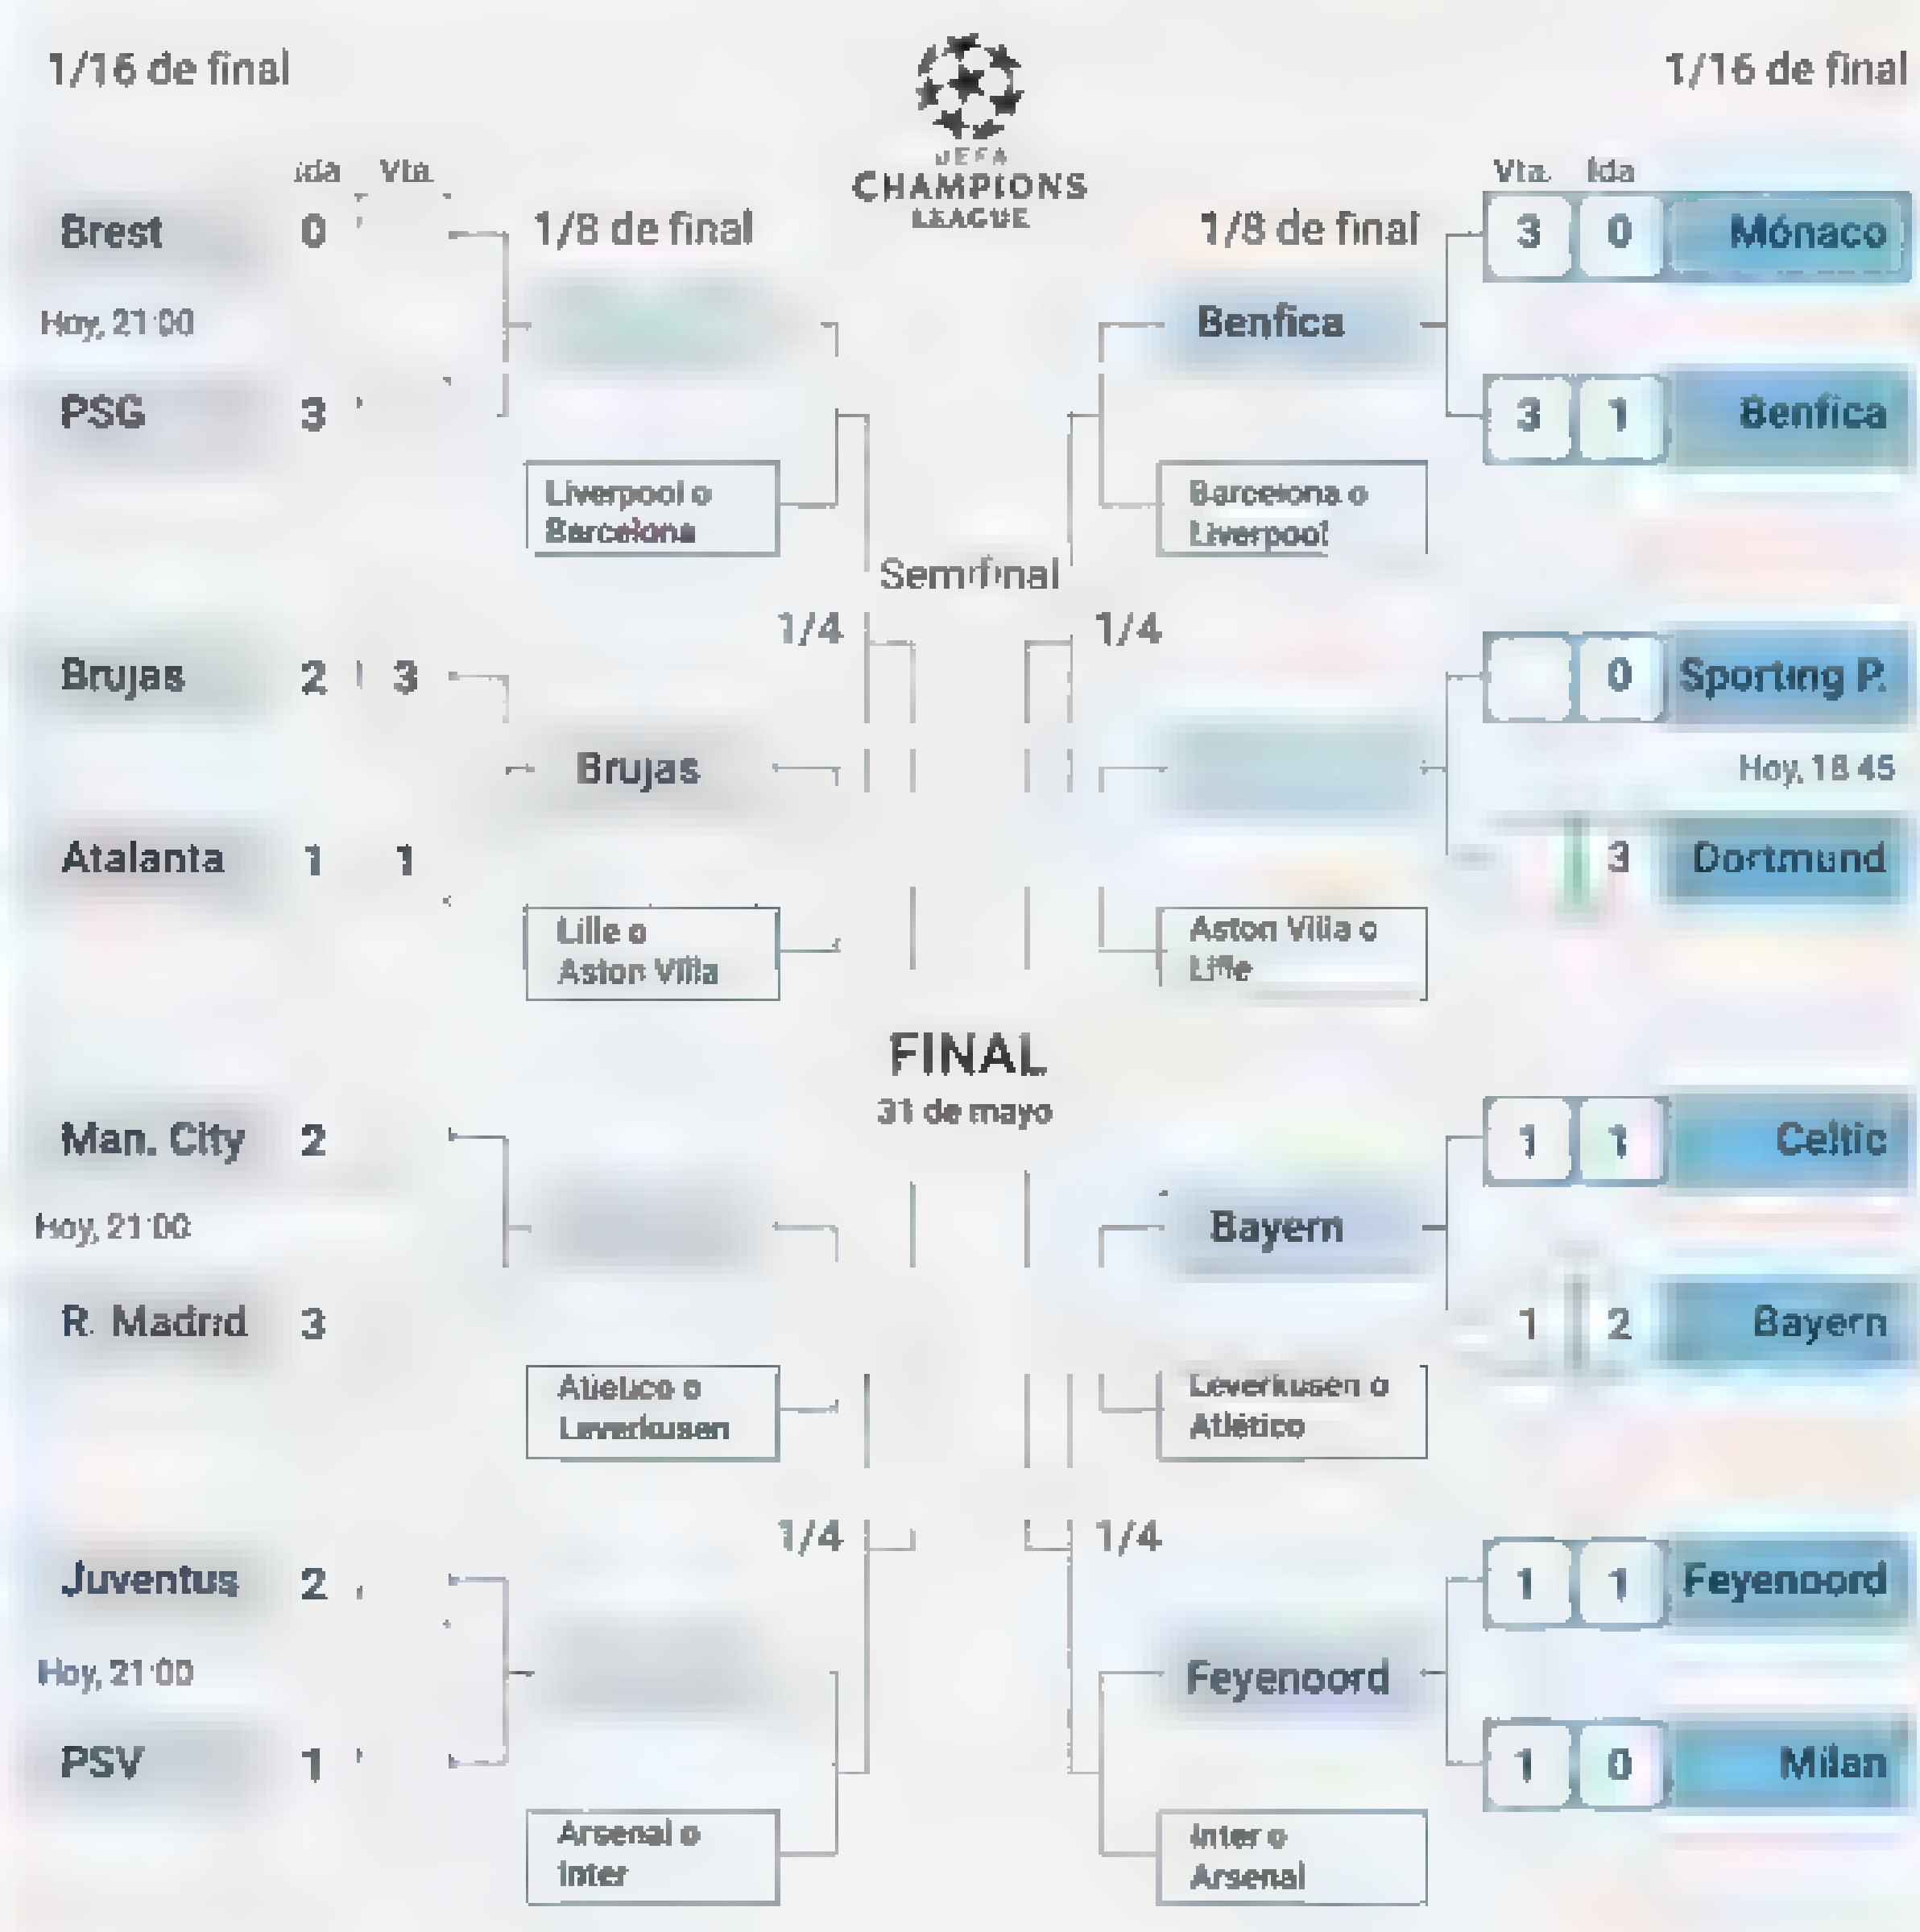 1/16 de final
1/16 de final
UEFA
CHAMPIONS
LEAGUE
Ida Vta.
Vta. Ida
Brest 0
1/8 de final
1/8 de final
3 0 Mónaco
Hoy, 21:00
Benfica
PSG 3
3 1 Benfica
Liverpool o
Barcelona
Barcelona o
Liverpool
Semifinal
1/4
1/4
Brujas 2 3
0 Sporting P.
Brujas
Hoy, 18:45
Atalanta 1 1
3 Dortmund
Lille o
Aston Villa
Aston Villa o
Lille
FINAL
31 de mayo
Man. City 2
1 1 Celtic
Hoy, 21:00
Bayern
R. Madrid 3
1 2 Bayern
Atlético o
Leverkusen
Leverkusen o
Atlético
1/4
1/4
Juventus 2
1 1 Feyenoord
Hoy, 21:00
Feyenoord
PSV 1
1 0 Milan
Arsenal o
Inter
Inter o
Arsenal